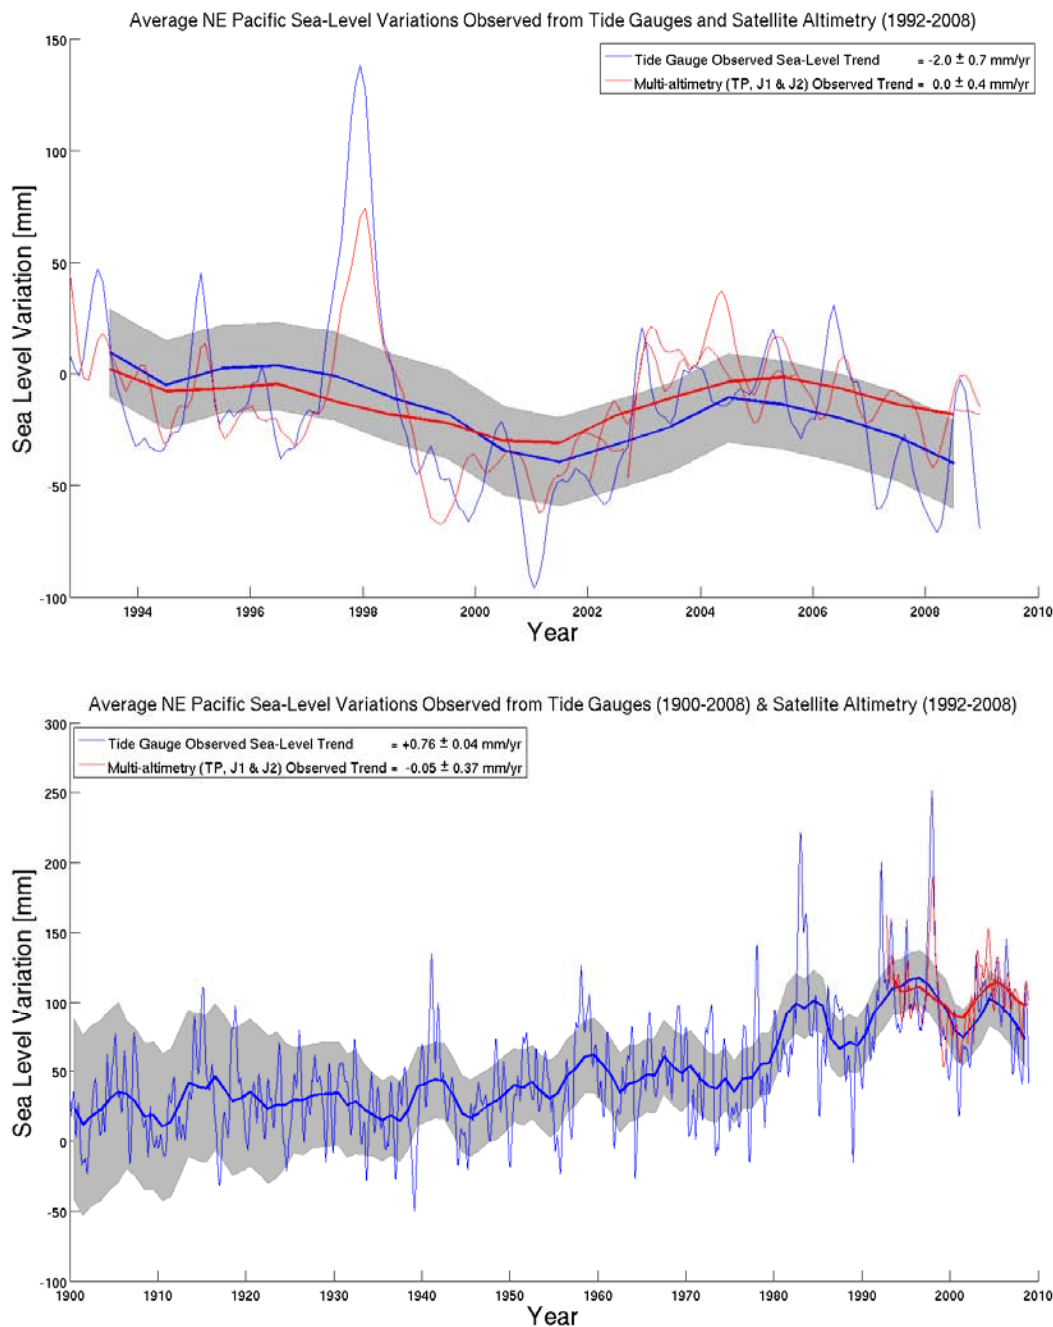 Average NE Pacific Sea-Level Variations Observed from Tide Gauges and Satellite Altimetry (1992-2008)
Tide Gauge Observed Sea-Level Trend = -2.0 ± 0.7 mm/yr
Multi-altimetry (TP, J1 & J2) Observed Trend = 0.0 ± 0.4 mm/yr
Sea Level Variation [mm]
150
100
50
0
-50
-100
1994 1996 1998 2000 2002 2004 2006 2008 2010
Year
Average NE Pacific Sea-Level Variations Observed from Tide Gauges (1900-2008) & Satellite Altimetry (1992-2008)
Tide Gauge Observed Sea-Level Trend = +0.76 ± 0.04 mm/yr
Multi-altimetry (TP, J1 & J2) Observed Trend = -0.05 ± 0.37 mm/yr
Sea Level Variation [mm]
300
250
200
150
100
50
0
-50
-100
1900 1910 1920 1930 1940 1950 1960 1970 1980 1990 2000 2010
Year